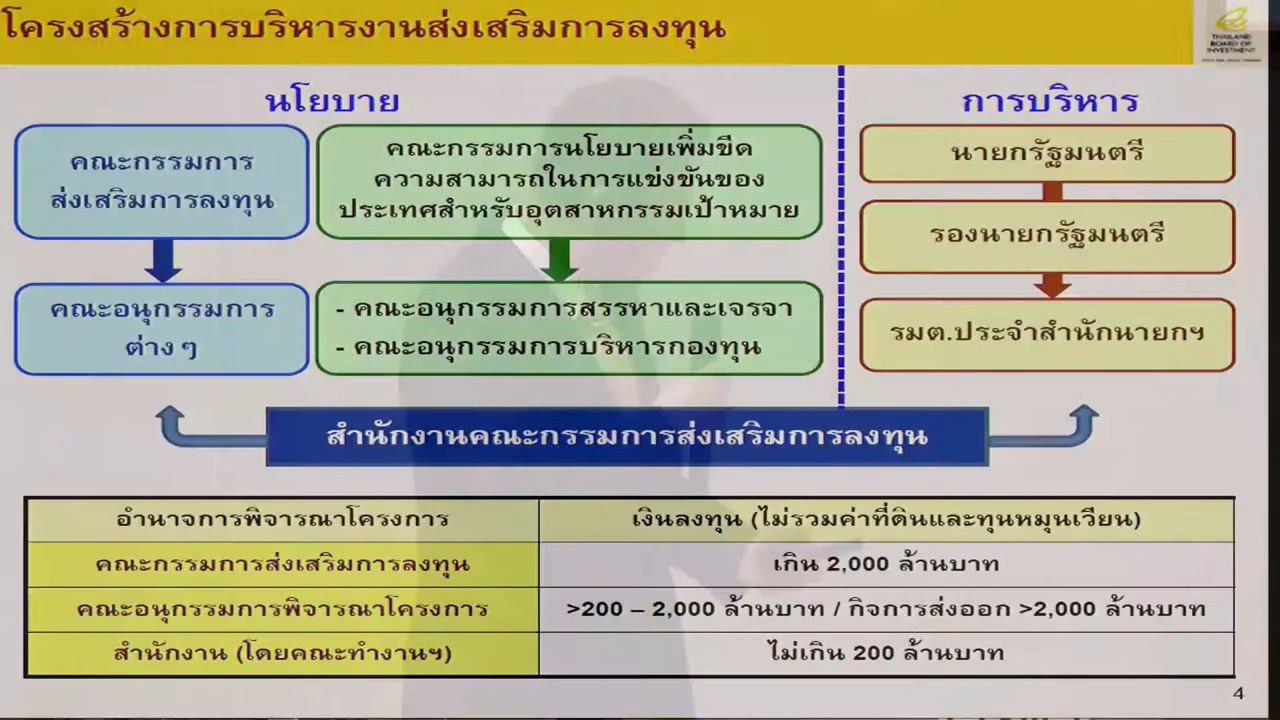 โครงสร้างการบริหารงานส่งเสริมการลงทุน
THAILAND
BOARD OF
INVESTMENT
นโยบาย
การบริหาร
คณะกรรมการ
ส่งเสริมการลงทุน
คณะกรรมการนโยบายเพิ่มขีด
ความสามารถในการแข่งขันของ
ประเทศสำหรับอุตสาหกรรมเป้าหมาย
นายกรัฐมนตรี
รองนายกรัฐมนตรี
คณะอนุกรรมการ
ต่าง ๆ
- คณะอนุกรรมการสรรหาและเจรจา
- คณะอนุกรรมการบริหารกองทุน
รมต.ประจำสำนักนายกฯ
สำนักงานคณะกรรมการส่งเสริมการลงทุน
อำนาจการพิจารณาโครงการ เงินลงทุน (ไม่รวมค่าที่ดินและทุนหมุนเวียน)
คณะกรรมการส่งเสริมการลงทุน เกิน 2,000 ล้านบาท
คณะอนุกรรมการพิจารณาโครงการ >200 – 2,000 ล้านบาท / กิจการส่งออก >2,000 ล้านบาท
สำนักงาน (โดยคณะทำงานฯ) ไม่เกิน 200 ล้านบาท
4